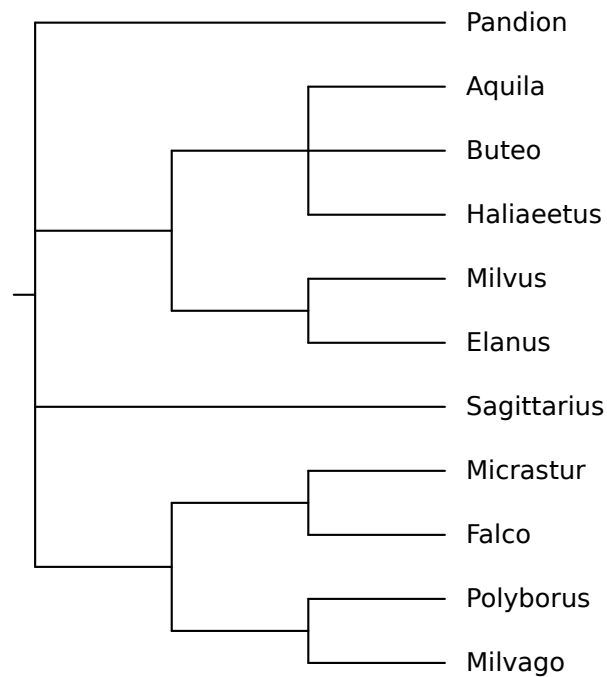 Pandion
Aquila
Buteo
Haliaeetus
Milvus
Elanus
Sagittarius
Micrastur
Falco
Polyborus
Milvago